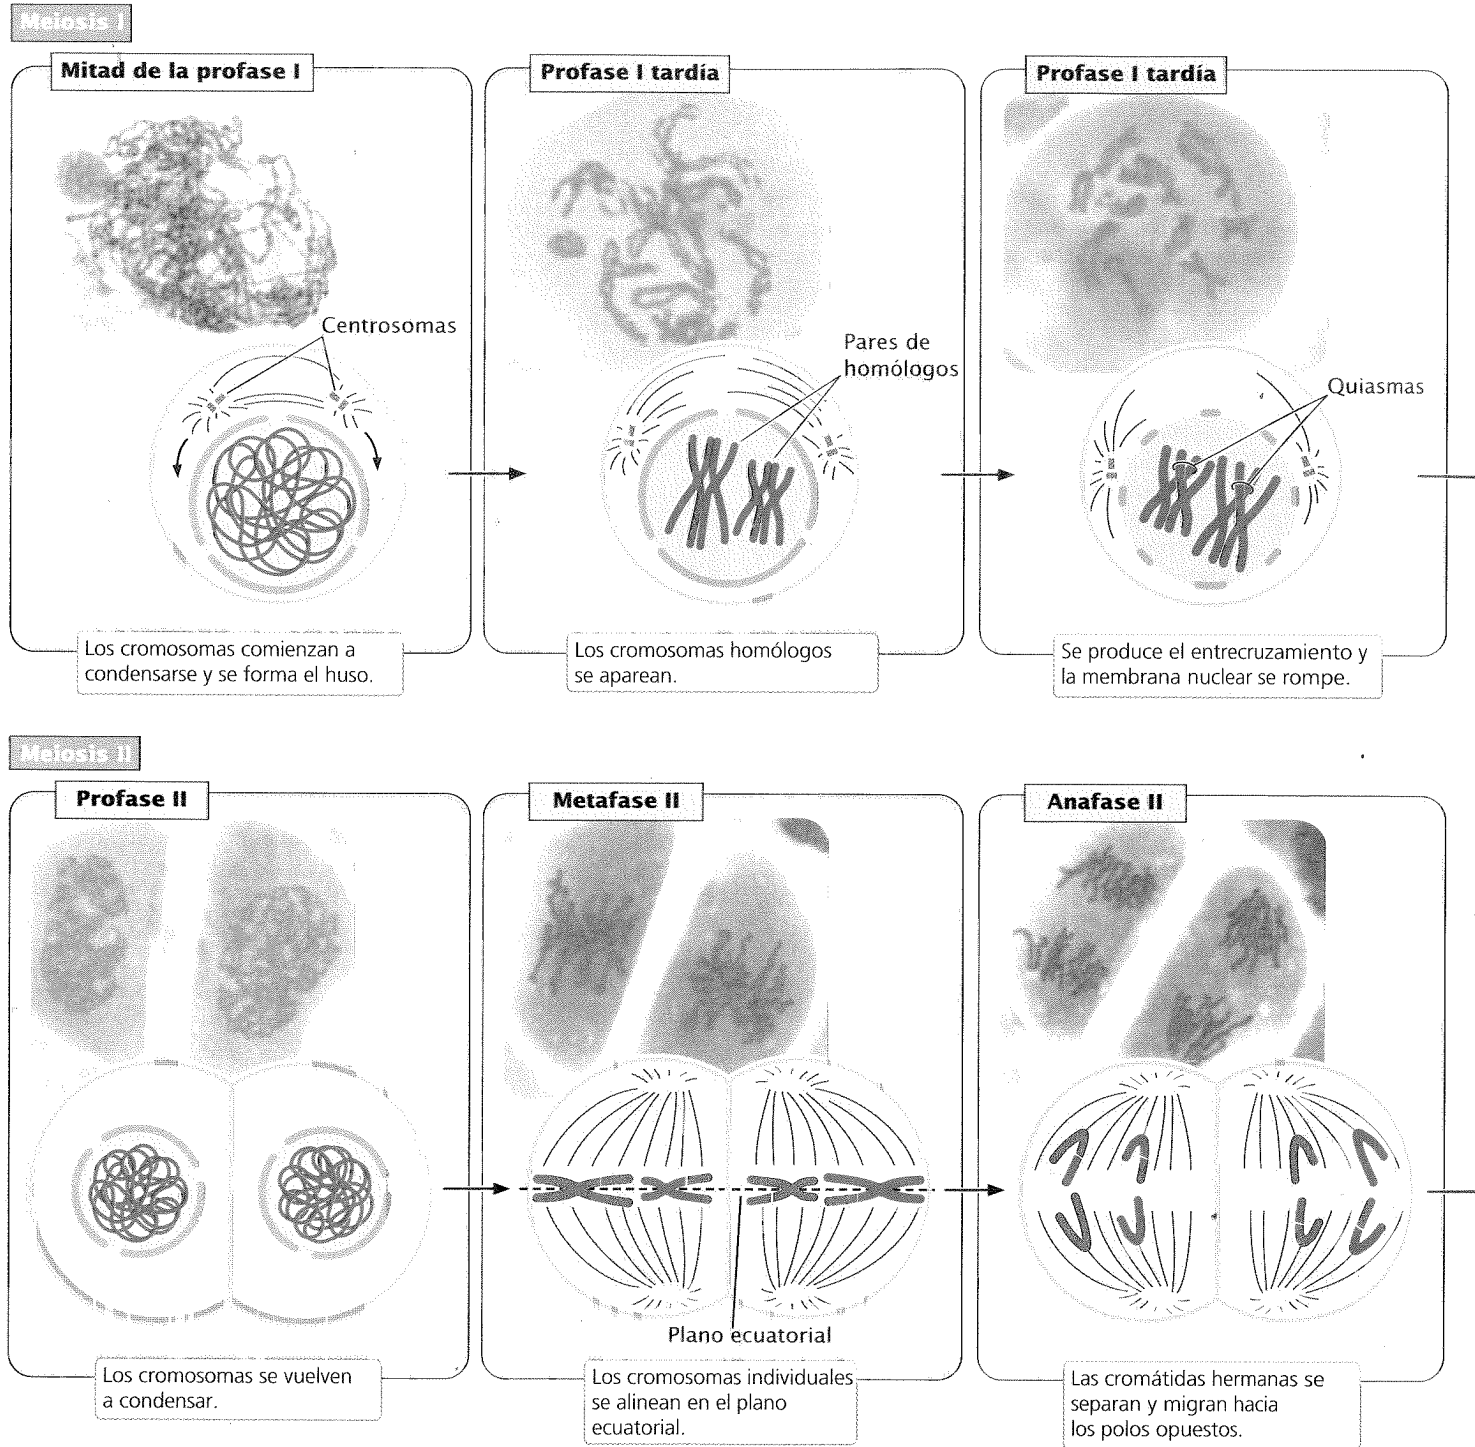 Meiosis I
Mitad de la profase I
Profase I tardía
Profase I tardía
Centrosomas
Pares de
homólogos
Quiasmas
Los cromosomas comienzan a
condensarse y se forma el huso.
Los cromosomas homólogos
se aparean.
Se produce el entrecruzamiento y
la membrana nuclear se rompe.
Meiosis II
Profase II
Metafase II
Anafase II
Plano ecuatorial
Los cromosomas se vuelven
a condensar.
Los cromosomas individuales
se alinean en el plano
ecuatorial.
Las cromátidas hermanas se
separan y migran hacia
los polos opuestos.